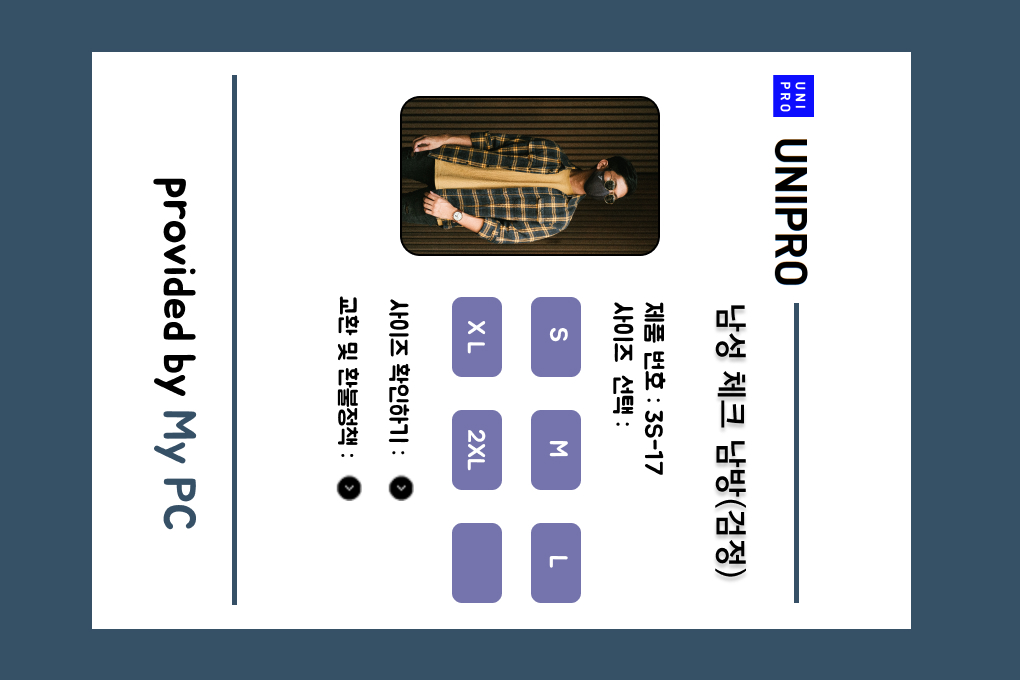 UNI
PRO
UNIPRO
남성 체크 남방(검정)
제품 번호 : 3S-17
사이즈 선택 :
S
M
L
XL
2XL
사이즈 확인하기 :
교환 및 환불정책 :
provided by My PC